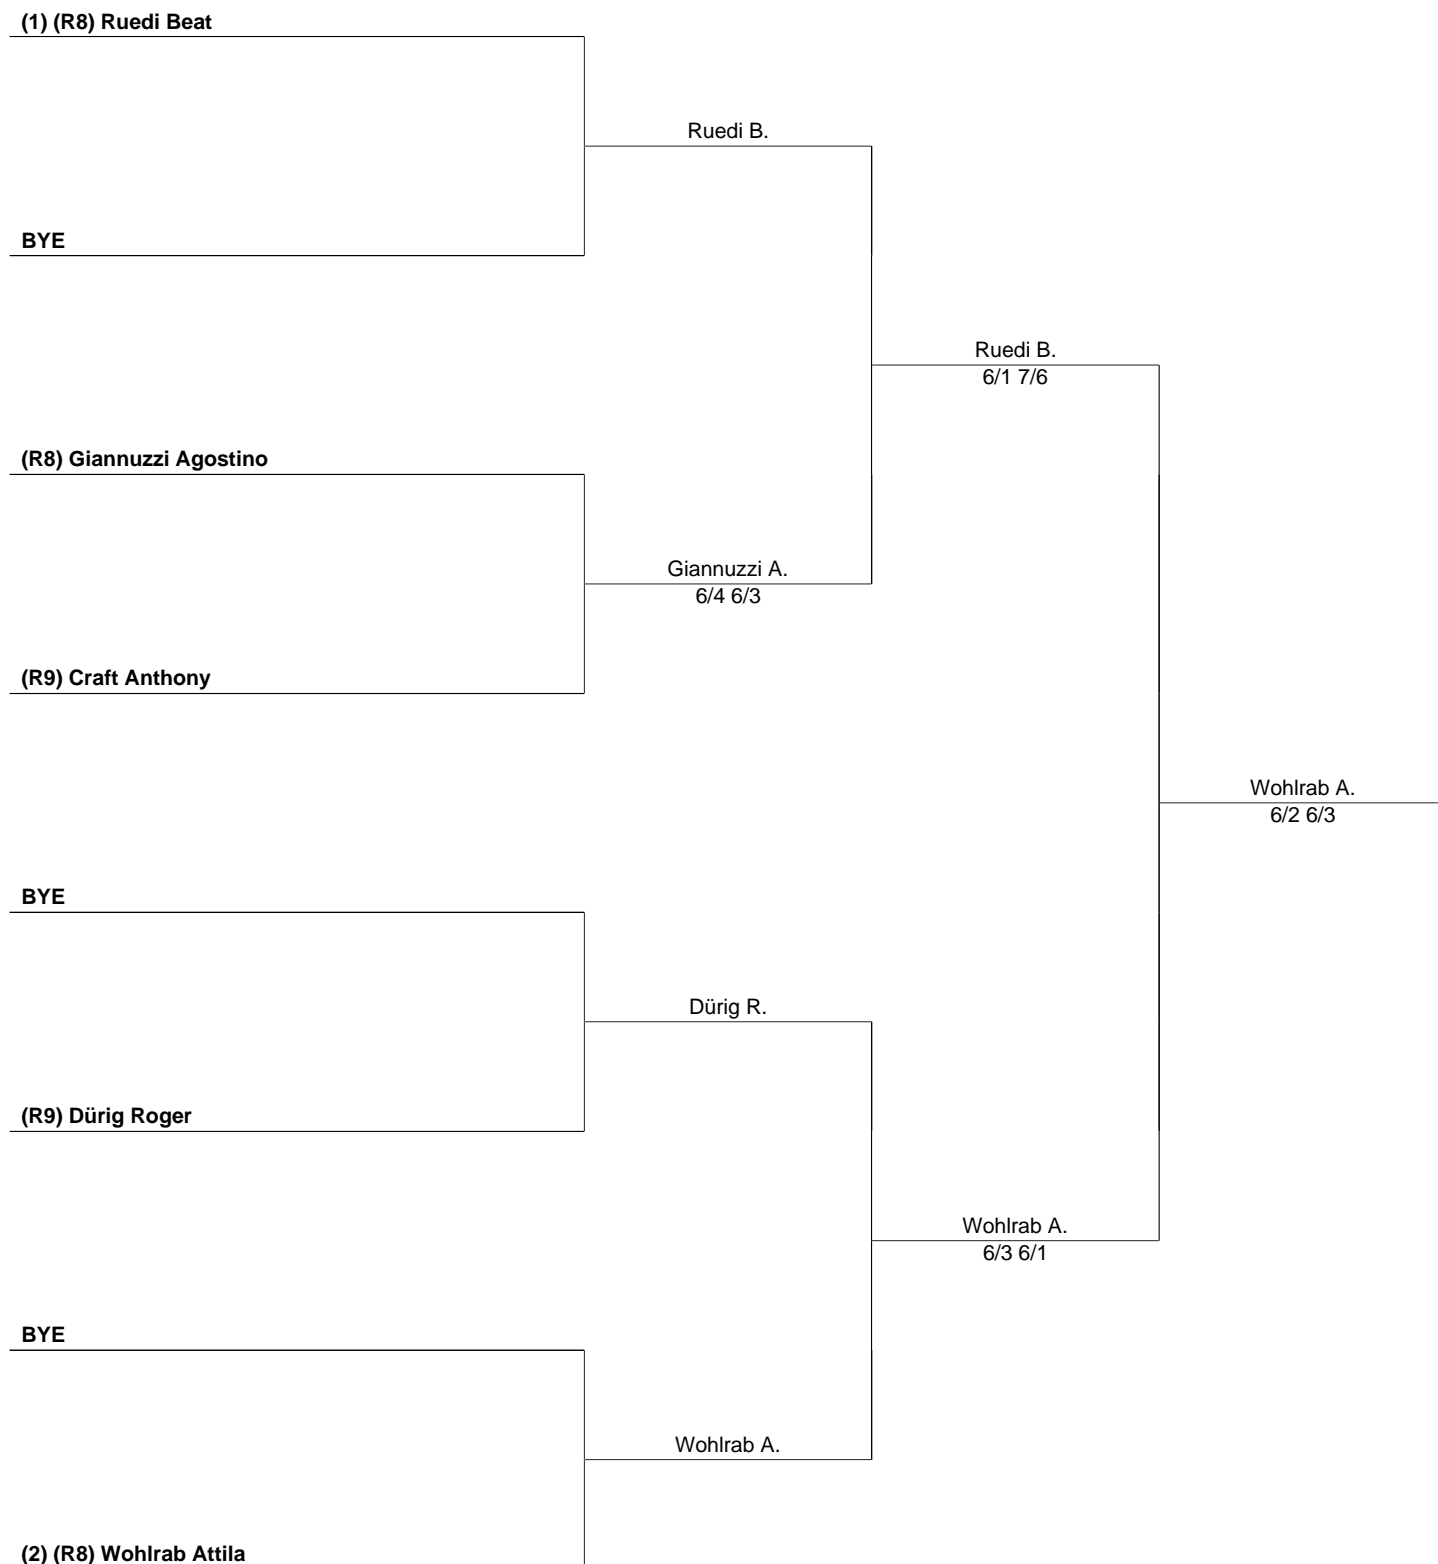 (1) (R8) Ruedi Beat
Ruedi B.
BYE
Ruedi B.
6/1 7/6
(R8) Giannuzzi Agostino
Giannuzzi A.
6/4 6/3
(R9) Craft Anthony
Wohlrab A.
6/2 6/3
BYE
Dürig R.
(R9) Dürig Roger
Wohlrab A.
6/3 6/1
BYE
Wohlrab A.
(2) (R8) Wohlrab Attila